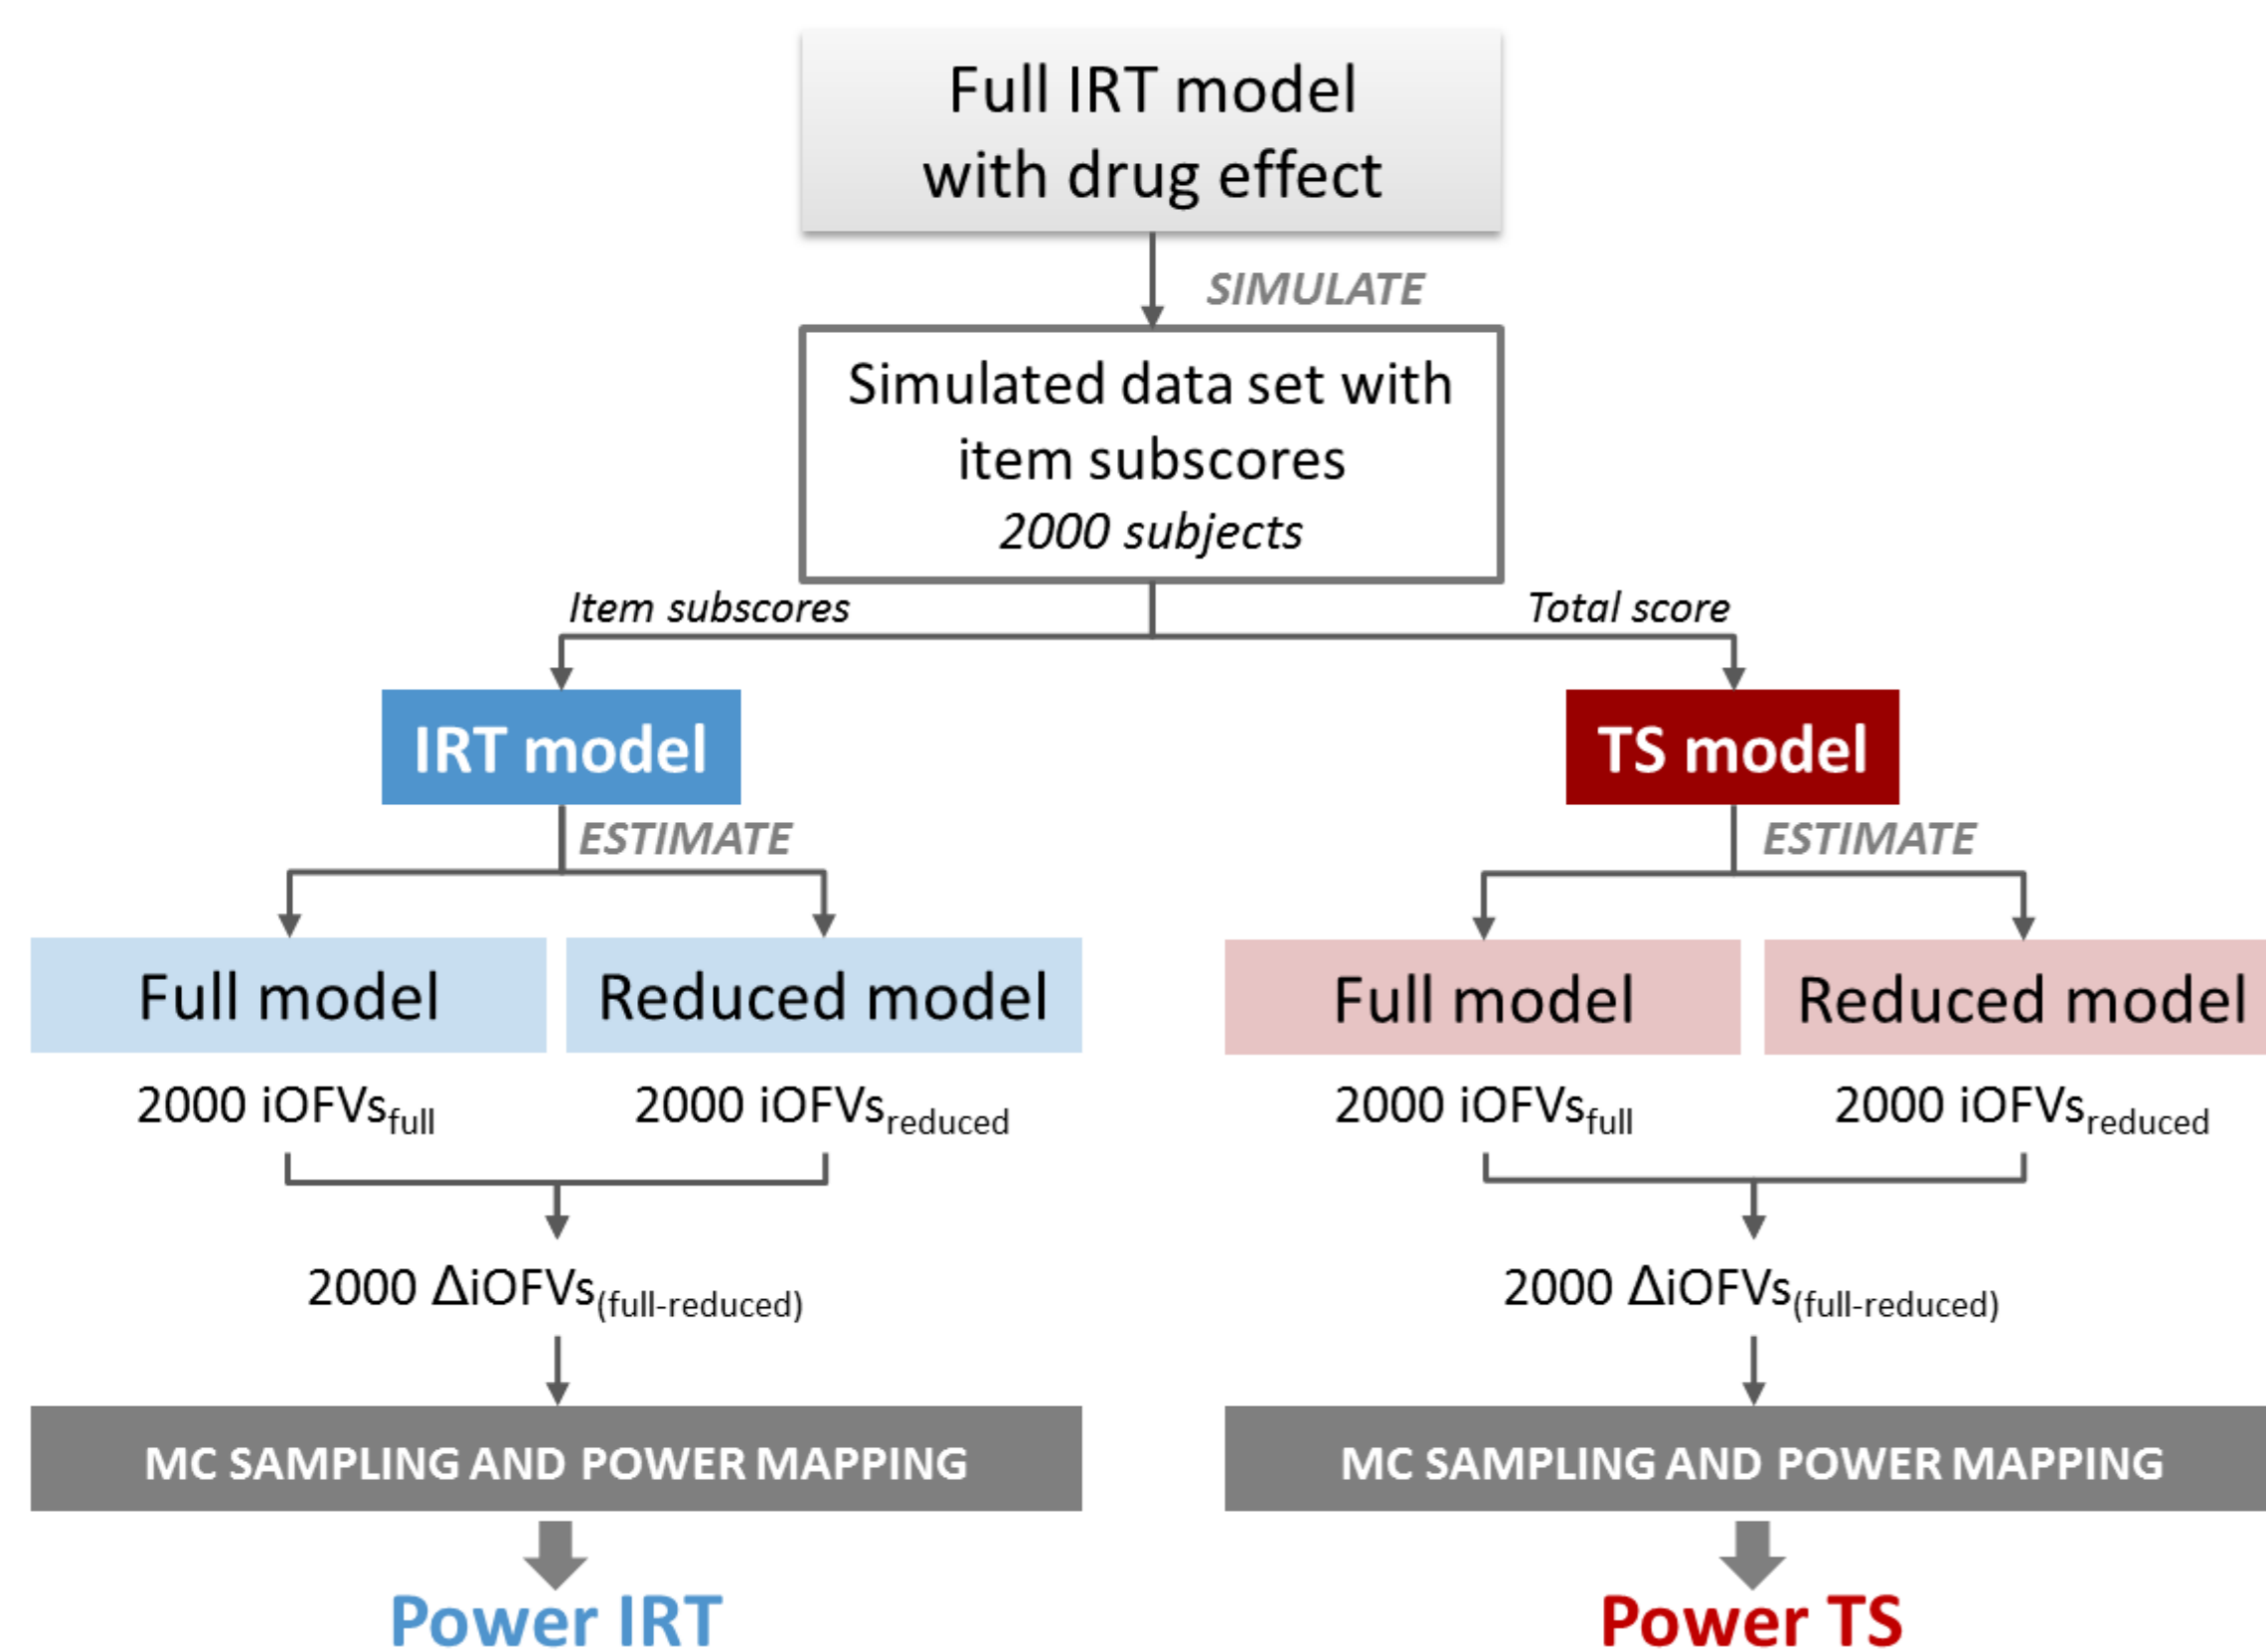 Full IRT model
with drug effect
SIMULATE
Simulated data set with
item subscores
2000 subjects
Item subscores
Total score
IRT model
TS model
ESTIMATE
ESTIMATE
Full model
Reduced model
Full model
Reduced model
2000 iOFVsfull
2000 iOFVsreduced
2000 iOFVsfull
2000 iOFVsreduced
2000 ΔiOFVs(full-reduced)
2000 ΔiOFVs(full-reduced)
MC SAMPLING AND POWER MAPPING
MC SAMPLING AND POWER MAPPING
Power IRT
Power TS